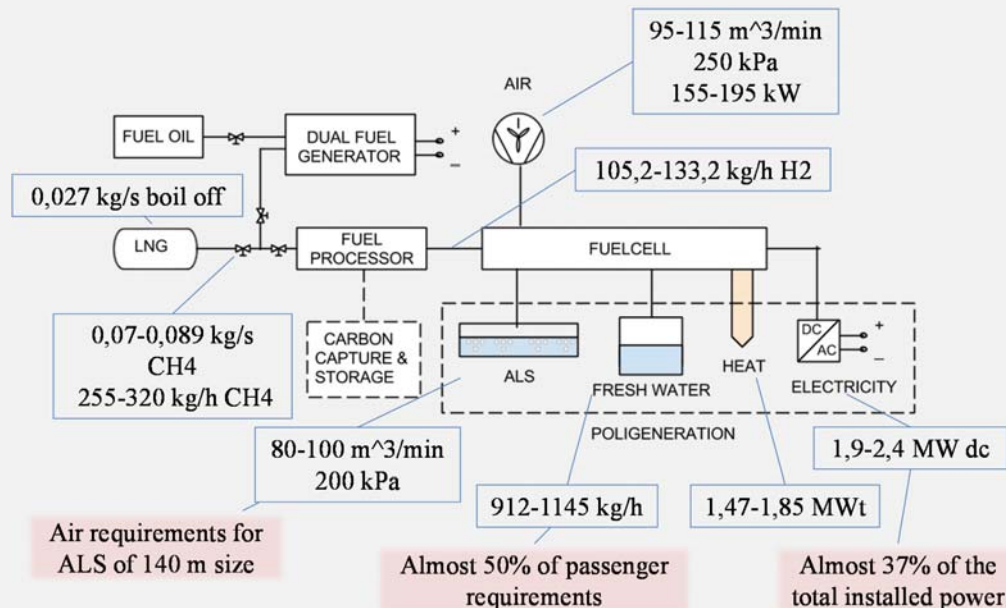 95-115 m^3/min
250 kPa
155-195 kW
AIR
FUEL OIL
DUAL FUEL
GENERATOR
+
–
105,2-133,2 kg/h H2
0,027 kg/s boil off
LNG
FUEL
PROCESSOR
FUELCELL
0,07-0,089 kg/s
CH4
255-320 kg/h CH4
CARBON
CAPTURE &
STORAGE
ALS
FRESH WATER
HEAT
DC
AC
+
–
ELECTRICITY
POLIGENERATION
80-100 m^3/min
200 kPa
912-1145 kg/h
1,47-1,85 MWt
1,9-2,4 MW dc
Air requirements for
ALS of 140 m size
Almost 50% of passenger
requirements
Almost 37% of the
total installed power